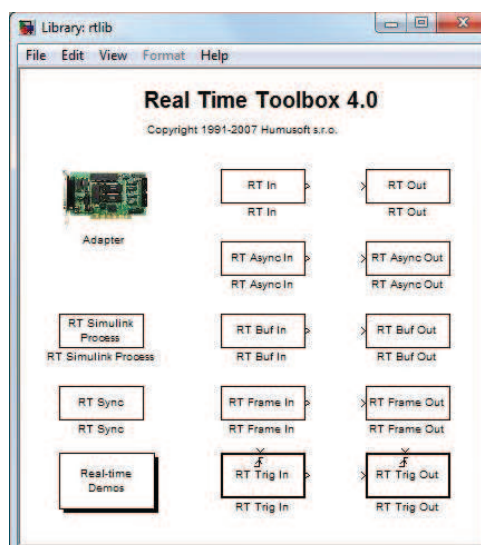 Library: rtlib
File Edit View Format Help
Real Time Toolbox 4.0
Copyright 1991-2007 Humusoft s.r.o.
Adapter
RT In
RT In
RT Out
RT Out
RT Async In
RT Async In
RT Async Out
RT Async Out
RT Simulink
Process
RT Simulink Process
RT Buf In
RT Buf In
RT Buf Out
RT Buf Out
RT Sync
RT Sync
RT Frame In
RT Frame In
RT Frame Out
RT Frame Out
Real-time
Demos
RT Trig In
RT Trig In
RT Trig Out
RT Trig Out